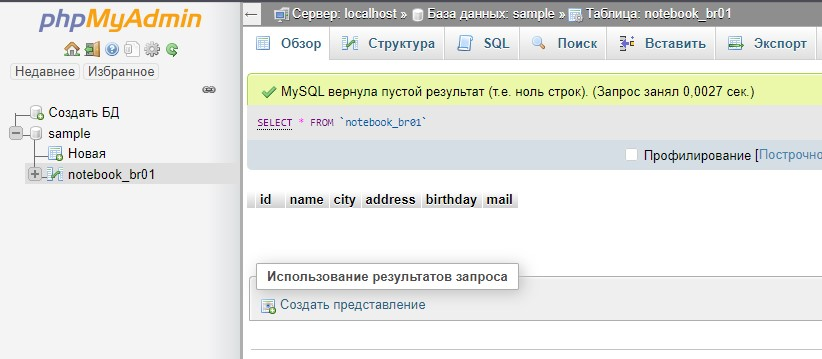 phpMyAdmin
Недавнее Избранное
Создать БД
sample
Новая
notebook_br01
Сервер: localhost » База данных: sample » Таблица: notebook_br01
Обзор Структура SQL Поиск Вставить Экспорт
MySQL вернула пустой результат (т.е. ноль строк). (Запрос занял 0,0027 сек.)
SELECT * FROM `notebook_br01`
Профилирование [Построчно
id name city address birthday mail
Использование результатов запроса
Создать представление